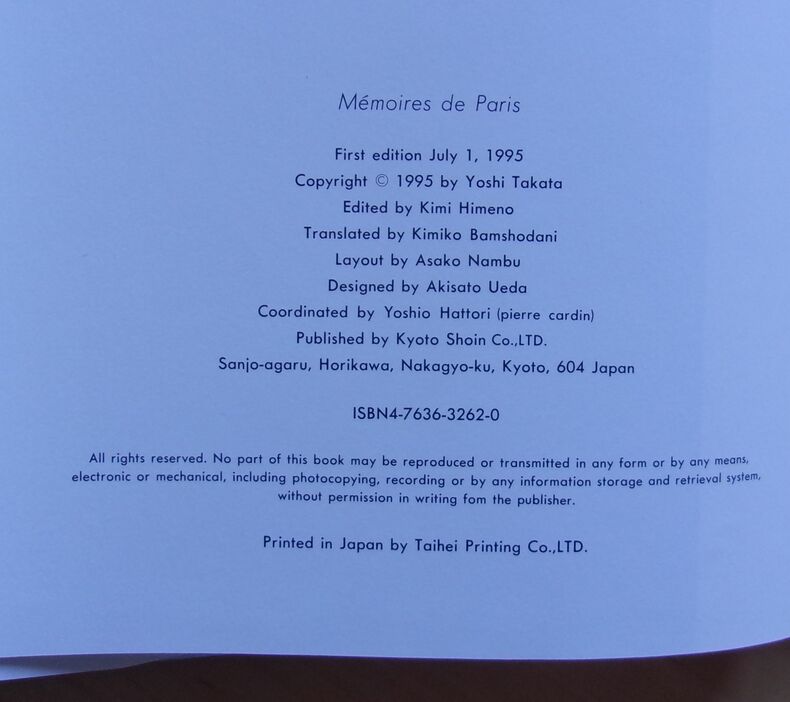 Mémoires de Paris
First edition July 1, 1995
Copyright © 1995 by Yoshi Takata
Edited by Kimi Himeno
Translated by Kimiko Bamshodani
Layout by Asako Nambu
Designed by Akisato Ueda
Coordinated by Yoshio Hattori (pierre cardin)
Published by Kyoto Shoin Co.,LTD.
Sanjo-agaru, Horikawa, Nakagyo-ku, Kyoto, 604 Japan
ISBN4-7636-3262-0
All rights reserved. No part of this book may be reproduced or transmitted in any form or by any means,
electronic or mechanical, including photocopying, recording or by any information storage and retrieval system,
without permission in writing fom the publisher.
Printed in Japan by Taihei Printing Co.,LTD.